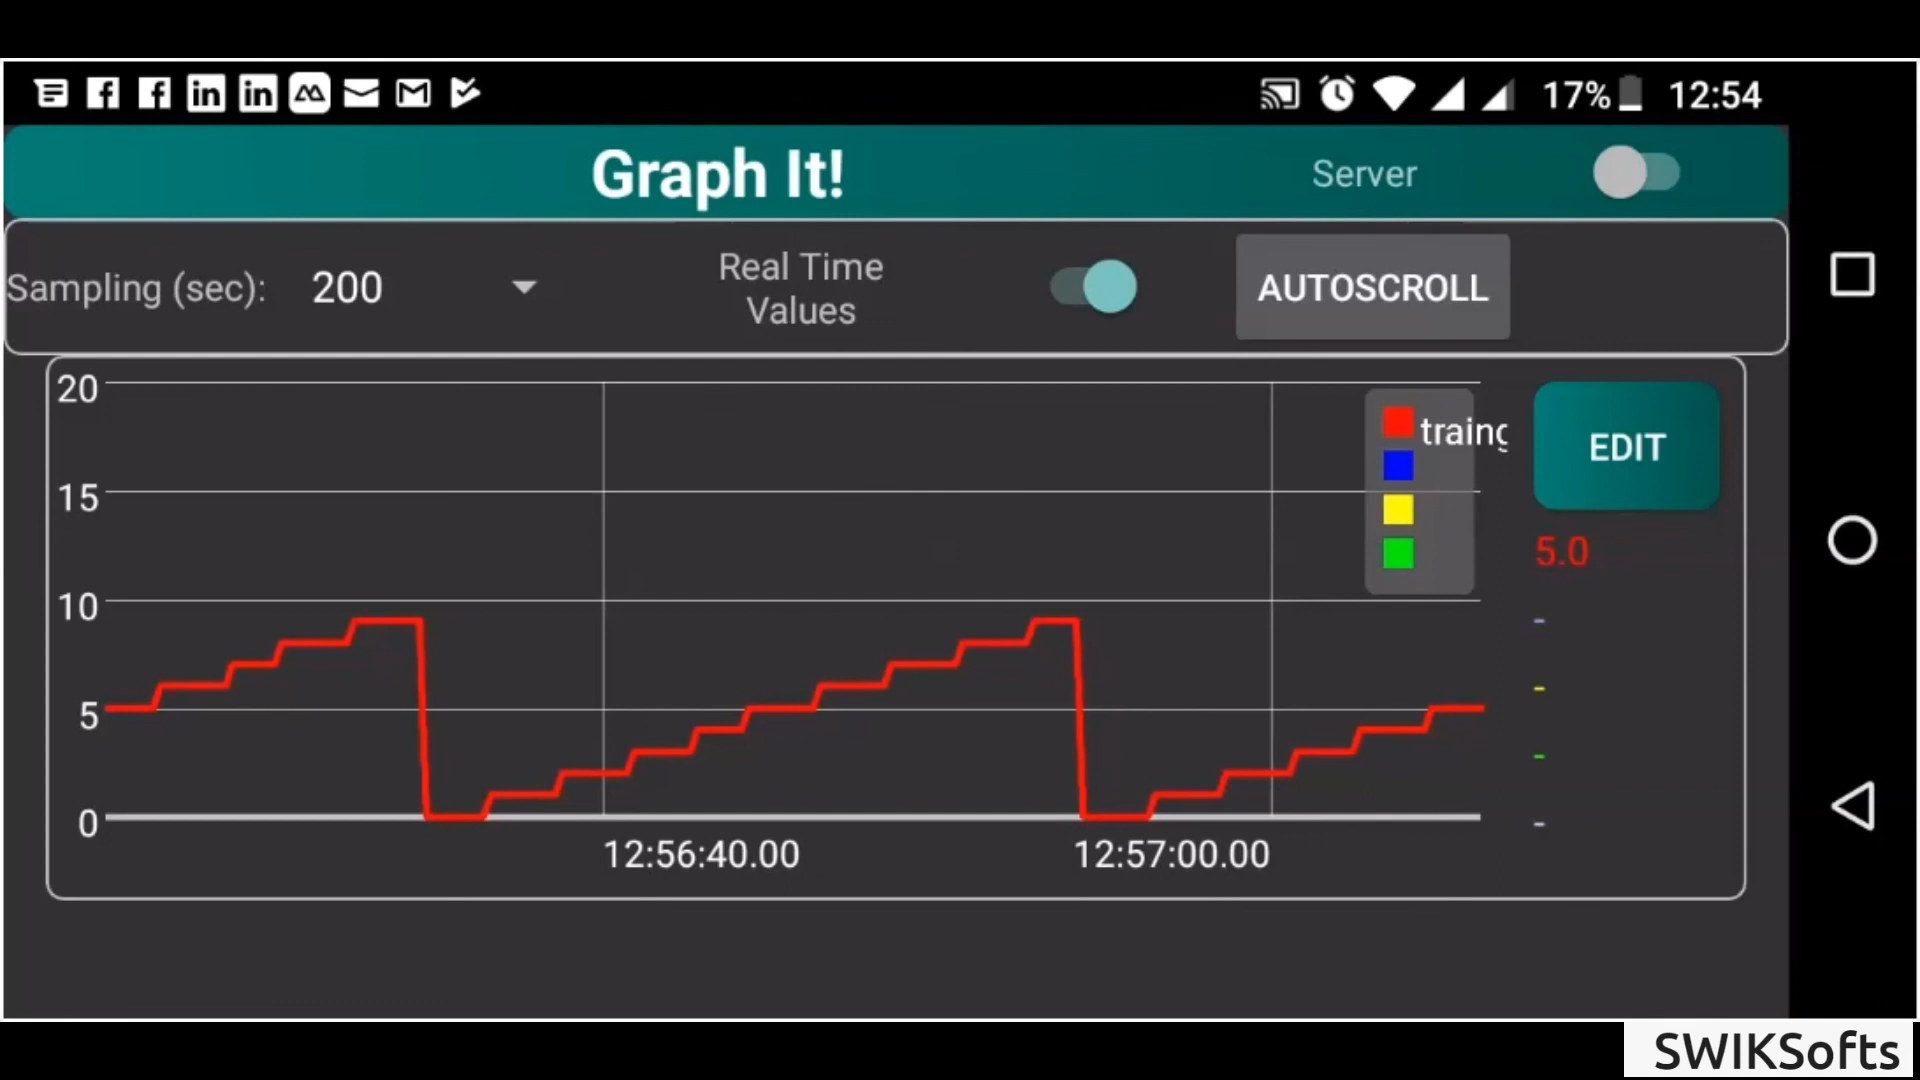 17% 12:54
Graph It!
Server
Sampling (sec):
200
Real Time
Values
AUTOSCROLL
20
15
10
5
0
EDIT
5.0
-
-
-
-
12:56:40.00
12:57:00.00
SWIKSofts